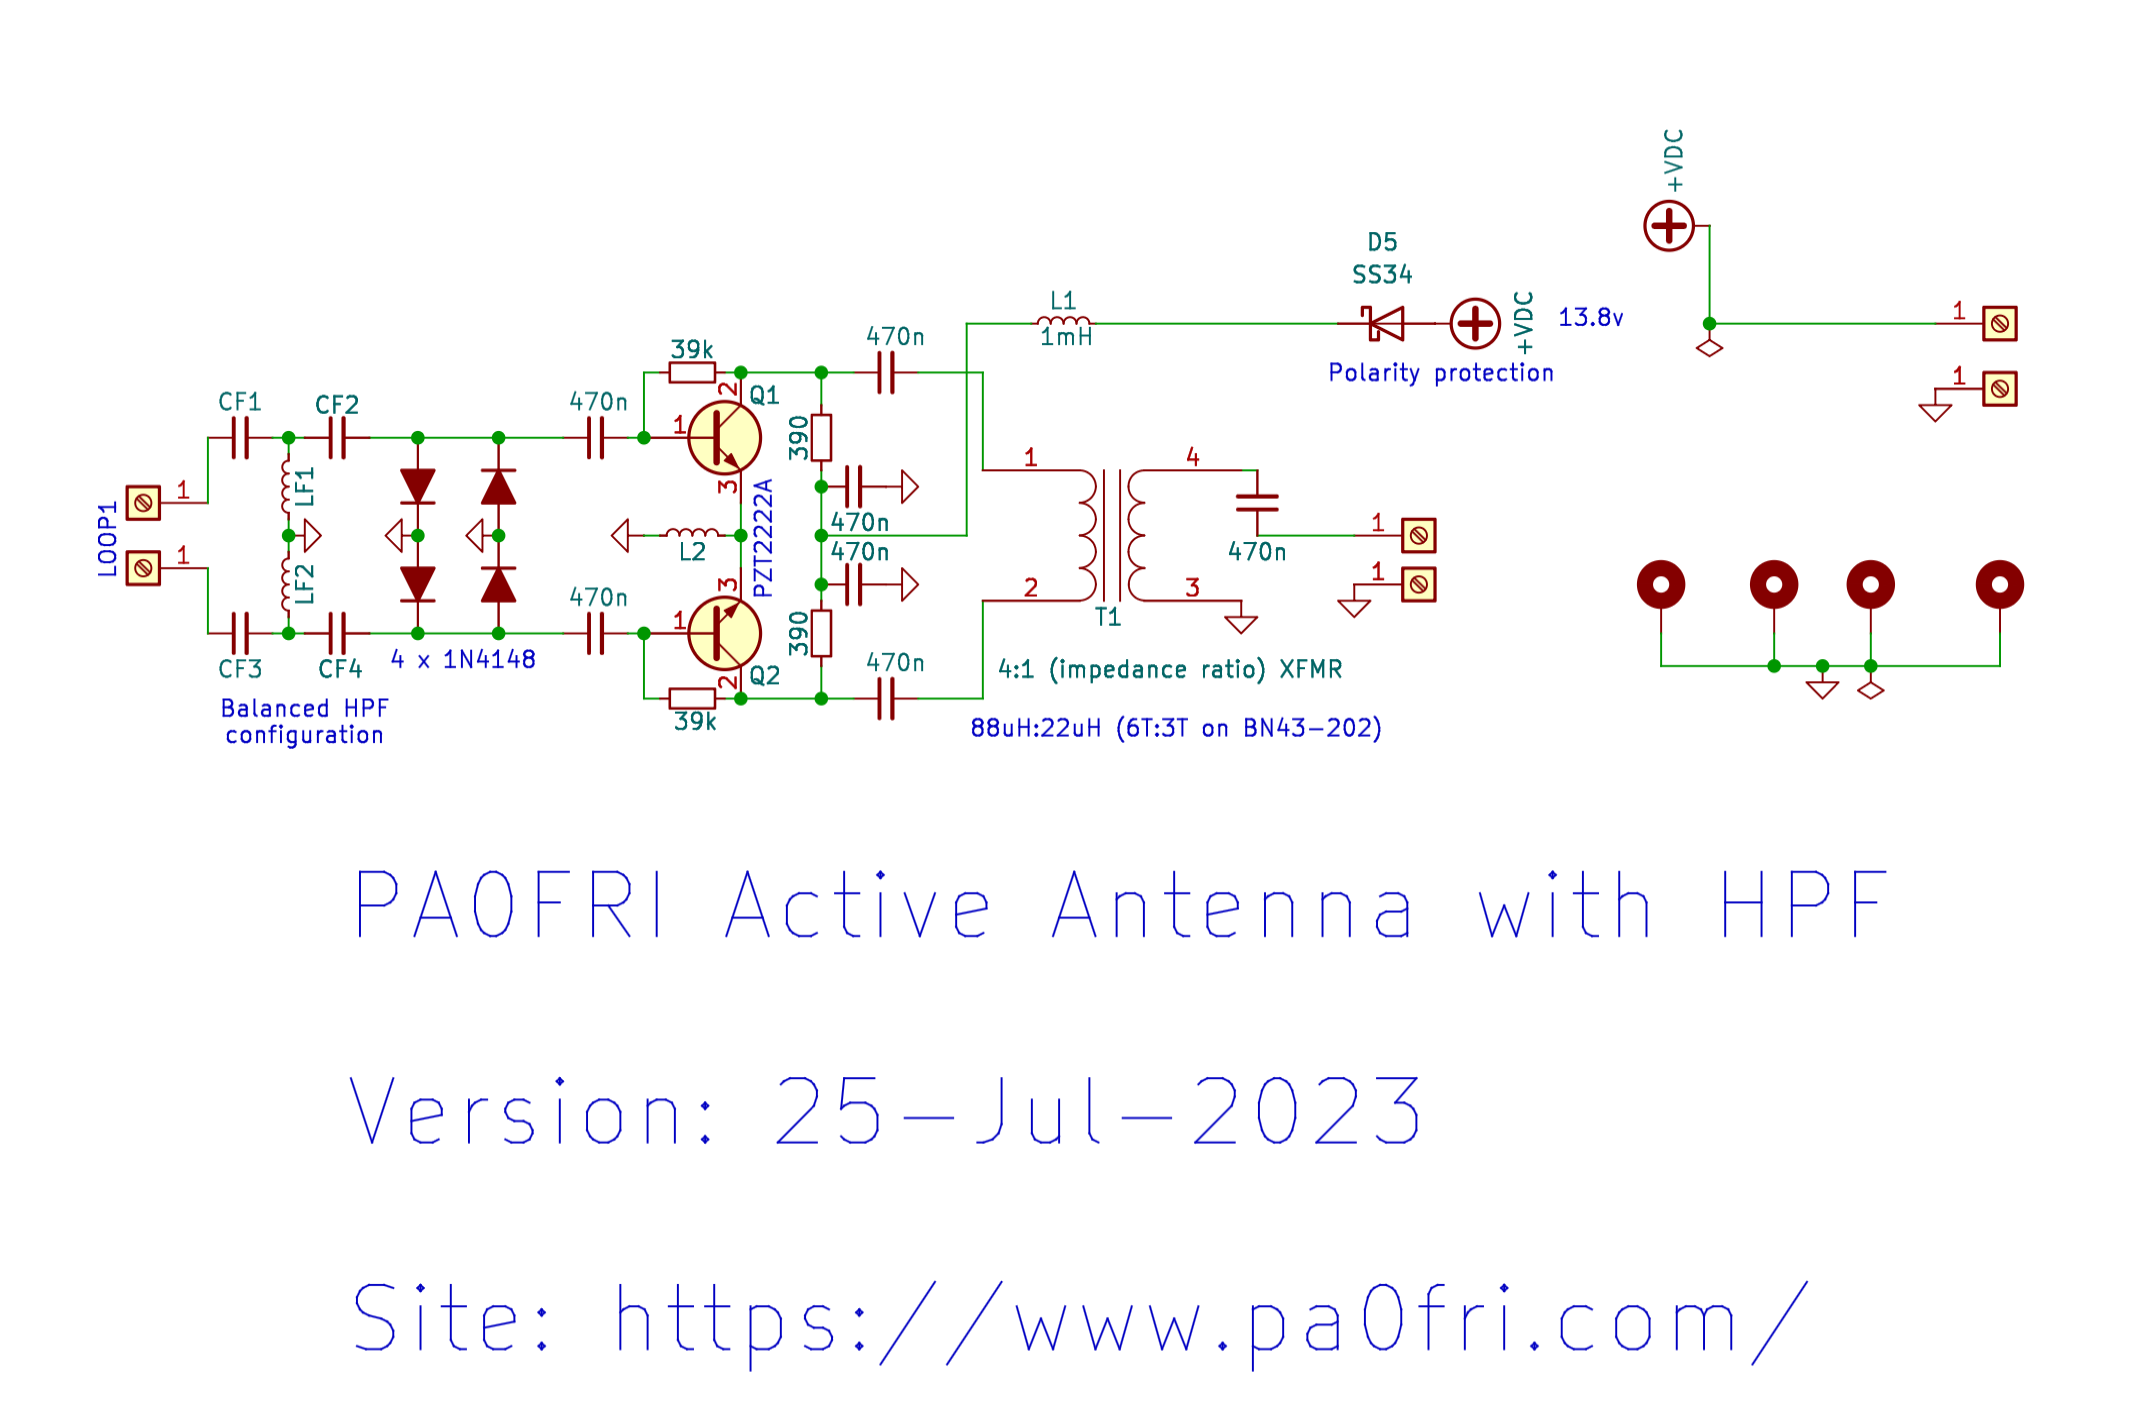 +VDC
D5
SS34
+VDC
13.8v
1
L1
1mH
470n
39k
Polarity protection
1
CF1
CF2
470n
2
Q1
1
390
1
4
LF1
1
LOOP1
3
PZT2222A
470n
1
L2
470n
470n
1
LF2
470n
3
1
2
3
1
T1
390
CF3
CF4
4 x 1N4148
2
Q2
470n
4:1 (impedance ratio) XFMR
39k
Balanced HPF
configuration
88uH:22uH (6T:3T on BN43-202)
PA0FRI Active Antenna with HPF
Version: 25-Jul-2023
Site: https://www.pa0fri.com/